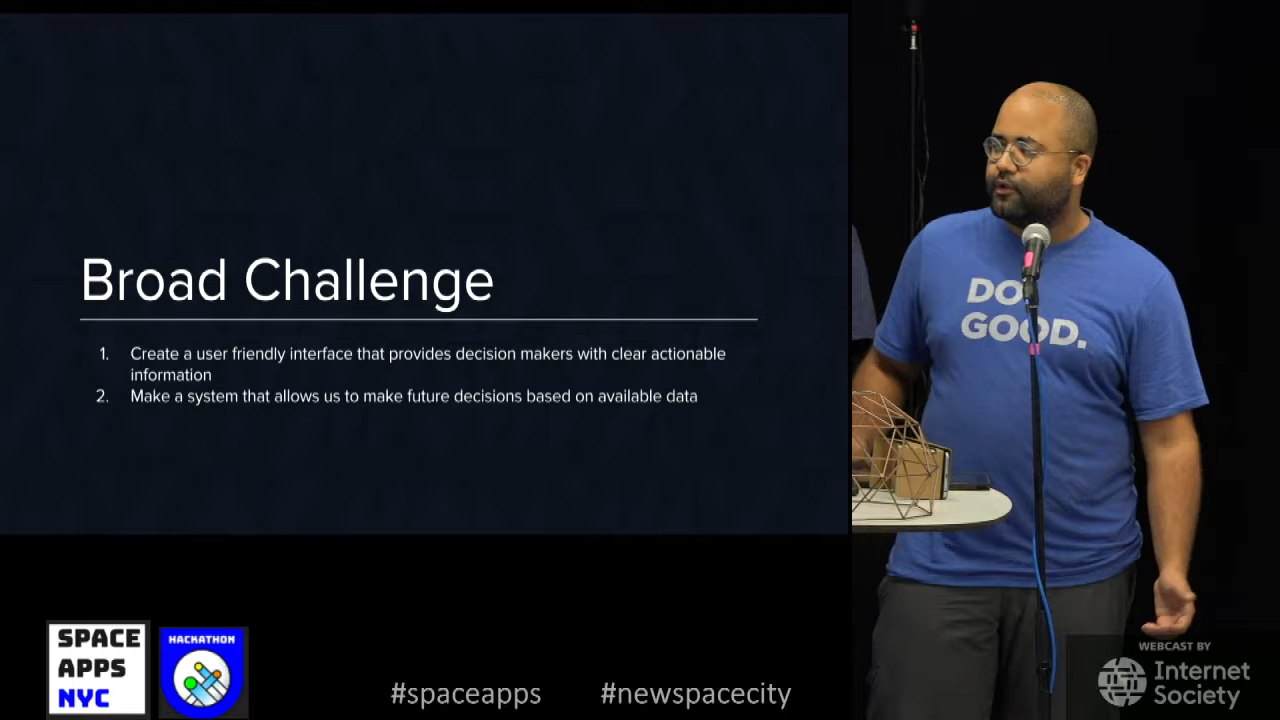 Broad Challenge
1. Create a user friendly interface that provides decision makers with clear actionable
information
2. Make a system that allows us to make future decisions based on available data
DO
GOOD.
SPACE
APPS
NYC
HACKATHON
#spaceapps #newspacecity
WEBCAST BY
Internet
Society